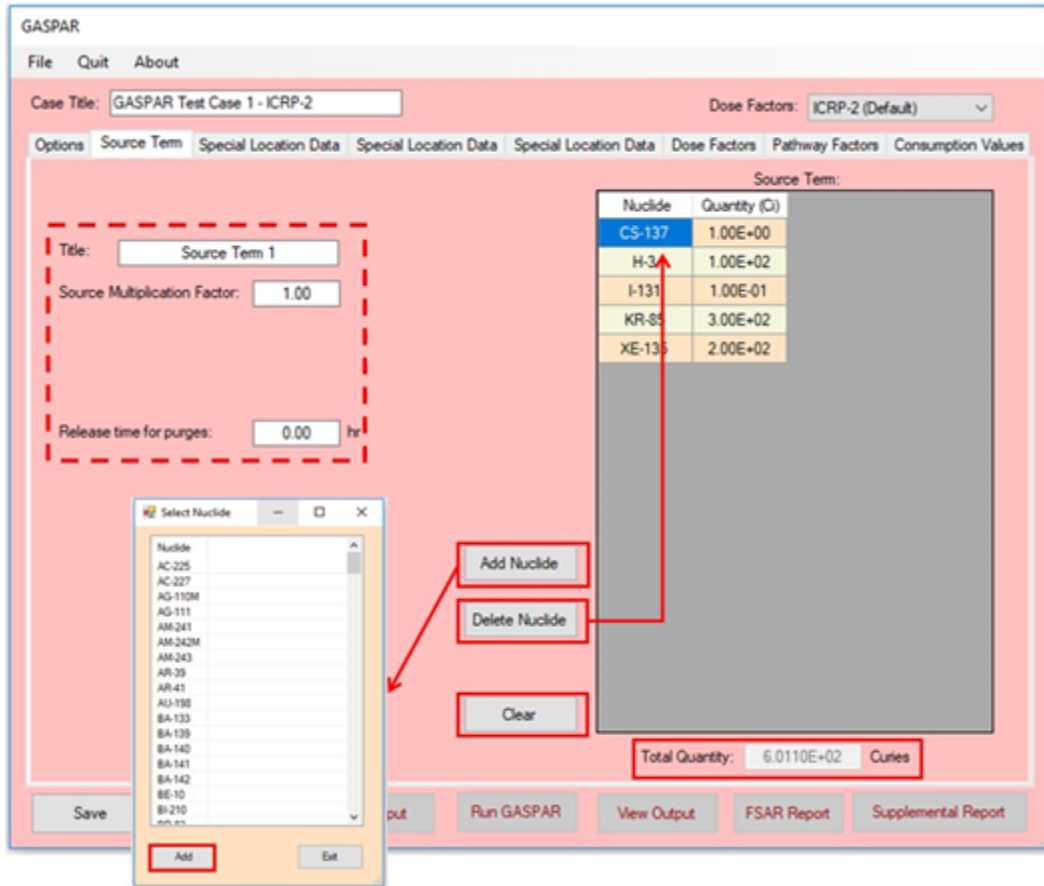 GASPAR
File Quit About
Case Title: GASPAR Test Case 1 - ICRP-2 Dose Factors: ICRP-2 (Default)
Options Source Term Special Location Data Special Location Data Special Location Data Dose Factors Pathway Factors Consumption Values
Source Term:
Nuclide Quantity (Ci)
CS-137 1.00E+00
H-3 1.00E+02
I-131 1.00E-01
KR-85 3.00E+02
XE-135 2.00E+02
Title: Source Term 1
Source Multiplication Factor: 1.00
Release time for purges: 0.00 hr
Select Nuclide
Nuclide
AC-225
AC-227
AG-110M
AG-111
AM-241
AM-242M
AM-243
AR-39
AR-41
AU-198
BA-133
BA-139
BA-140
BA-141
BA-142
BE-10
BI-210
Add Exit
Add Nuclide
Delete Nuclide
Clear
Total Quantity: 6.0110E+02 Curies
Save put Run GASPAR View Output FSAR Report Supplemental Report